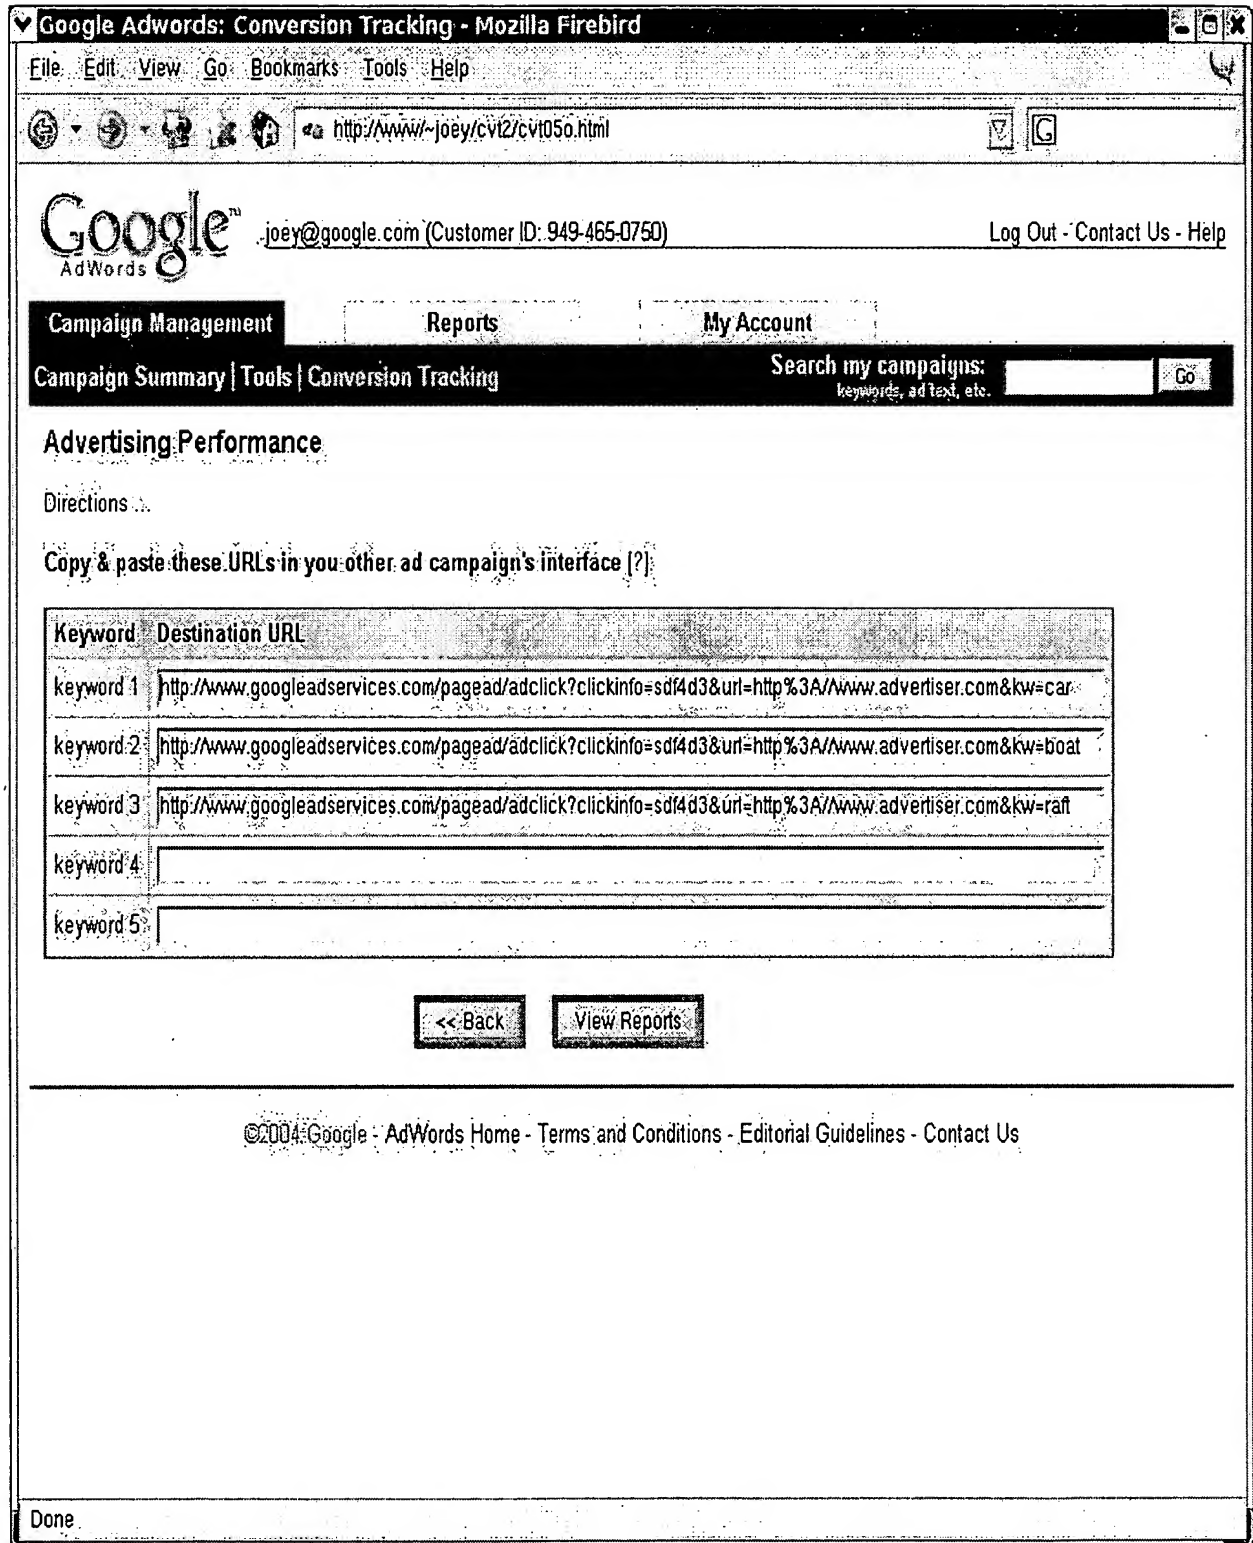 Google Adwords: Conversion Tracking - Mozilla Firebird
File Edit View Go Bookmarks Tools Help
http://www/~joey/cvt2/cvt05o.html G
Google™ AdWords joey@google.com (Customer ID: 949-465-0750) Log Out - Contact Us - Help
Campaign Management Reports My Account
Campaign Summary | Tools | Conversion Tracking Search my campaigns: Go
keywords, ad text, etc.
Advertising Performance
Directions ...
Copy & paste these URLs in you other ad campaign's interface [?]
Keyword Destination URL
keyword 1 http://www.googleadservices.com/pagead/adclick?clickinfo=sdf4d3&url=http%3A//www.advertiser.com&kw=car
keyword 2 http://www.googleadservices.com/pagead/adclick?clickinfo=sdf4d3&url=http%3A//www.advertiser.com&kw=boat
keyword 3 http://www.googleadservices.com/pagead/adclick?clickinfo=sdf4d3&url=http%3A//www.advertiser.com&kw=raft
keyword 4
keyword 5
<< Back View Reports
©2004 Google - AdWords Home - Terms and Conditions - Editorial Guidelines - Contact Us
Done